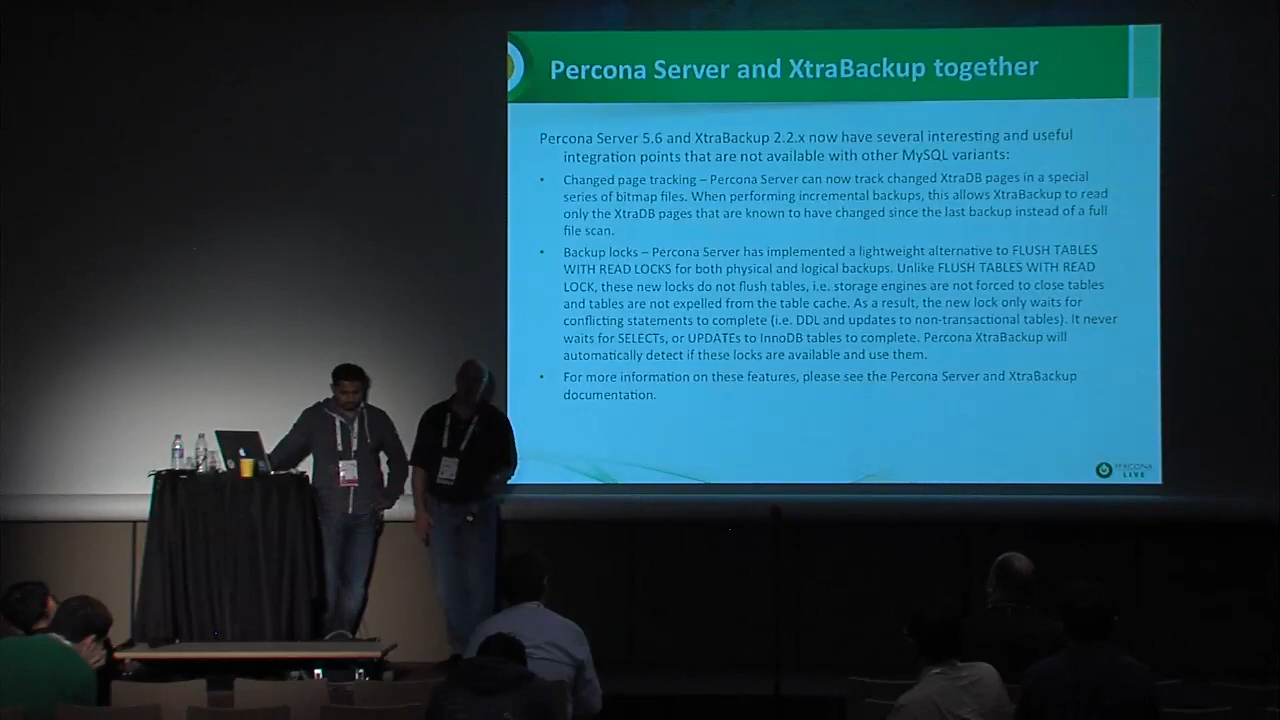 Percona Server and XtraBackup together
Percona Server 5.6 and XtraBackup 2.2.x now have several interesting and useful
integration points that are not available with other MySQL variants:
• Changed page tracking – Percona Server can now track changed XtraDB pages in a special
series of bitmap files. When performing incremental backups, this allows XtraBackup to read
only the XtraDB pages that are known to have changed since the last backup instead of a full
file scan.
• Backup locks – Percona Server has implemented a lightweight alternative to FLUSH TABLES
WITH READ LOCKS for both physical and logical backups. Unlike FLUSH TABLES WITH READ
LOCK, these new locks do not flush tables, i.e. storage engines are not forced to close tables
and tables are not expelled from the table cache. As a result, the new lock only waits for
conflicting statements to complete (i.e. DDL and updates to non-transactional tables). It never
waits for SELECTs, or UPDATEs to InnoDB tables to complete. Percona XtraBackup will
automatically detect if these locks are available and use them.
• For more information on these features, please see the Percona Server and XtraBackup
documentation.
PERCONA
LIVE